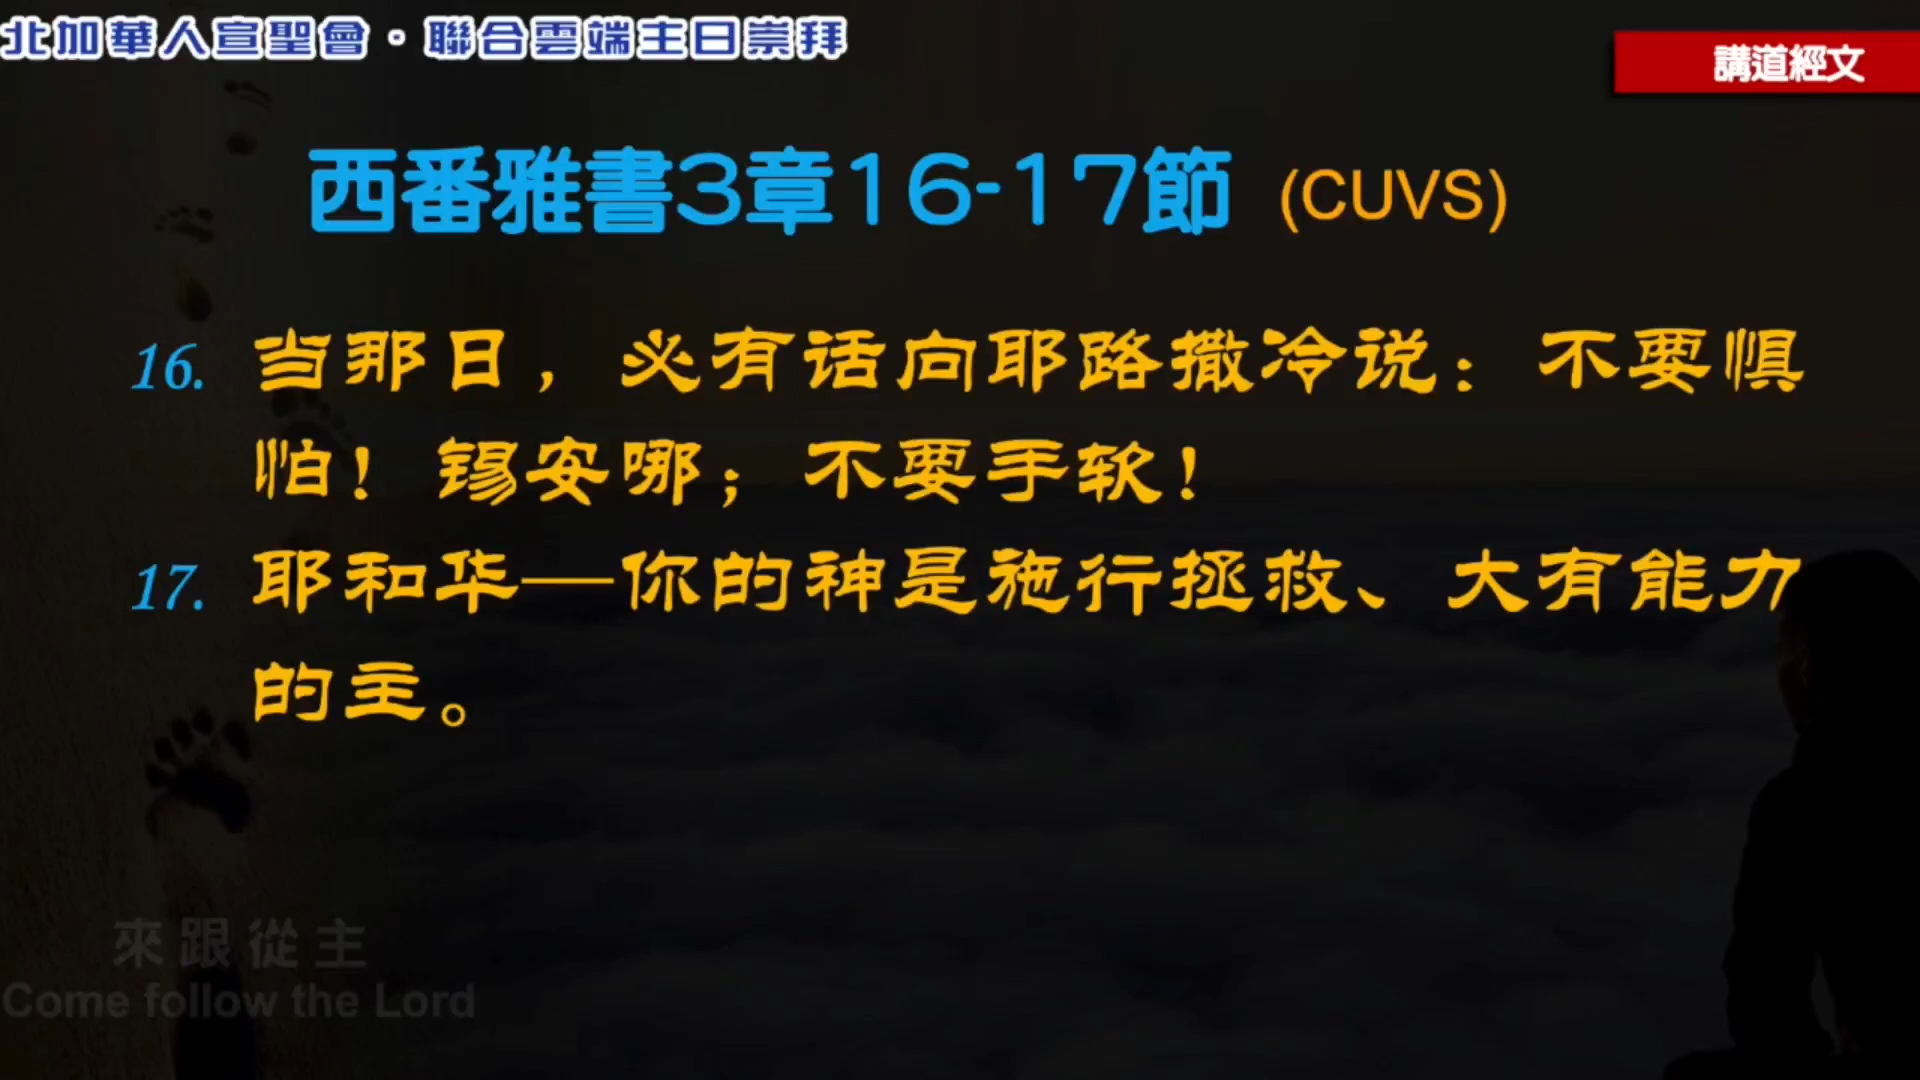 北加華人宣聖會·聯合雲端主日崇拜
講道經文
西番雅書3章16-17節 (CUVS)
16. 当那日，必有话向耶路撒冷说：不要惧
怕！锡安哪；不要手软！
17. 耶和华——你的神是施行拯救、大有能力
的主。
來跟從主
Come follow the Lord